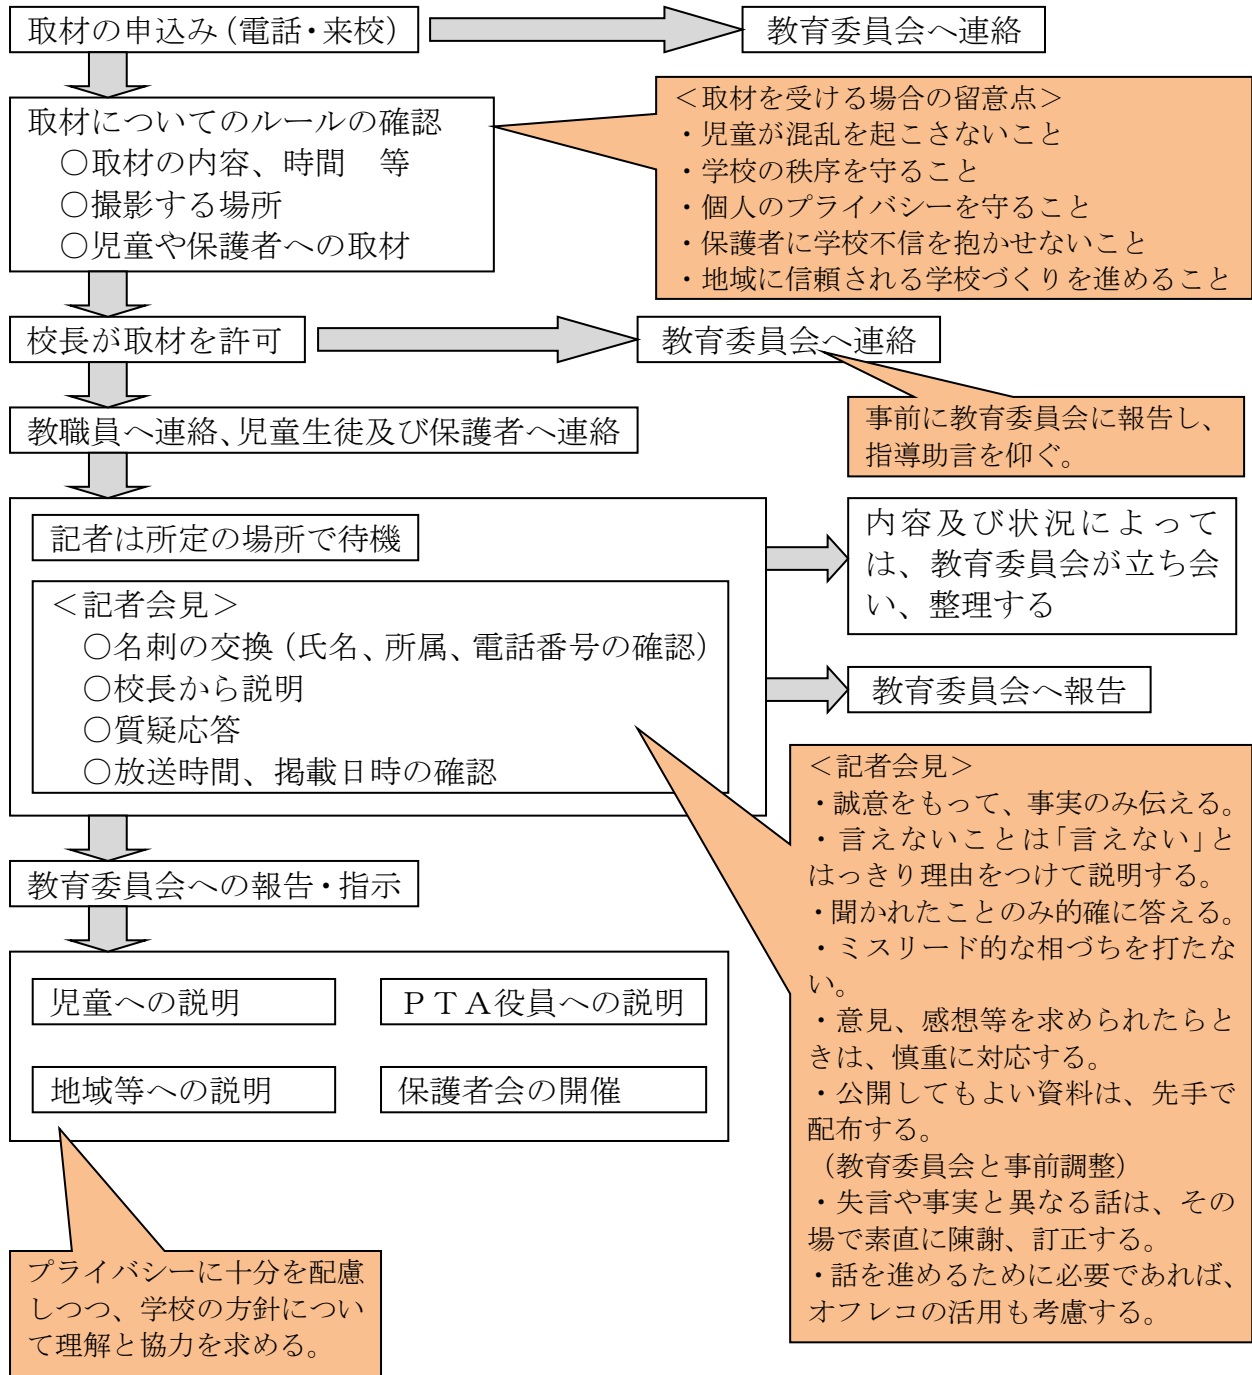 取材の申込み(電話・来校)
教育委員会へ連絡
取材についてのルールの確認
○取材の内容、時間　等
○撮影する場所
○児童や保護者への取材
＜取材を受ける場合の留意点＞
・児童が混乱を起こさないこと
・学校の秩序を守ること
・個人のプライバシーを守ること
・保護者に学校不信を抱かせないこと
・地域に信頼される学校づくりを進めること
校長が取材を許可
教育委員会へ連絡
事前に教育委員会に報告し、
指導助言を仰ぐ。
教職員へ連絡、児童生徒及び保護者へ連絡
記者は所定の場所で待機
＜記者会見＞
○名刺の交換(氏名、所属、電話番号の確認)
○校長から説明
○質疑応答
○放送時間、掲載日時の確認
内容及び状況によって
は、教育委員会が立ち会
い、整理する
教育委員会へ報告
＜記者会見＞
・誠意をもって、事実のみ伝える。
・言えないことは「言えない」と
はっきり理由をつけて説明する。
・聞かれたことのみ的確に答える。
・ミスリード的な相づちを打たな
い。
・意見、感想等を求められたらと
きは、慎重に対応する。
・公開してもよい資料は、先手で
配布する。
（教育委員会と事前調整）
・失言や事実と異なる話は、その
場で素直に陳謝、訂正する。
・話を進めるために必要であれば、
オフレコの活用も考慮する。
教育委員会への報告・指示
児童への説明
ＰＴＡ役員への説明
地域等への説明
保護者会の開催
プライバシーに十分を配慮
しつつ、学校の方針につい
て理解と協力を求める。